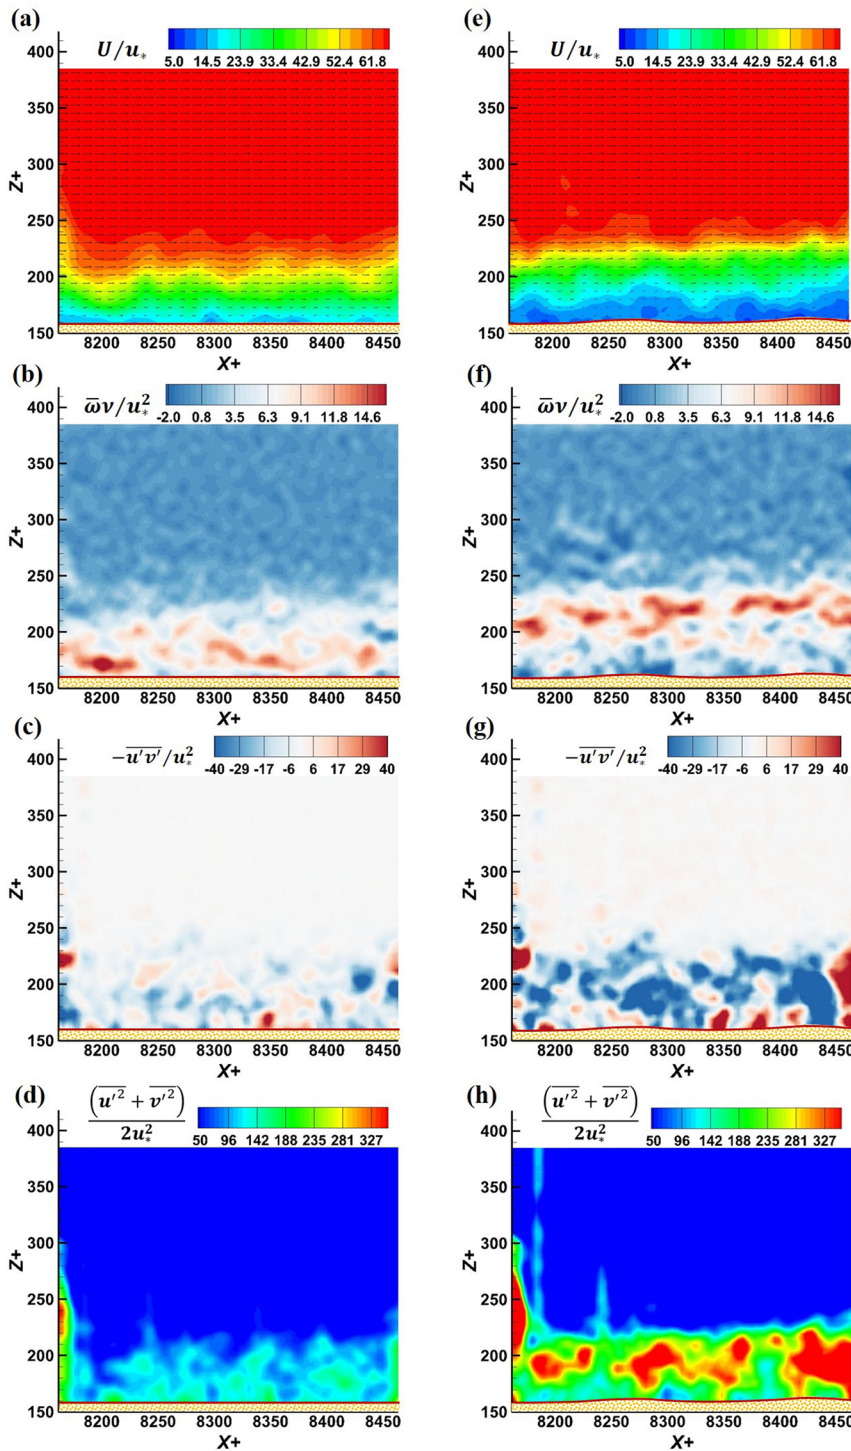 (a)
U/u*
5.0 14.5 23.9 33.4 42.9 52.4 61.8
400
350
300
250
200
150
Z+
8200 8250 8300 8350 8400 8450
X+
(e)
U/u*
5.0 14.5 23.9 33.4 42.9 52.4 61.8
400
350
300
250
200
150
Z+
8200 8250 8300 8350 8400 8450
X+
(b)
ω̅ν/u*²
-2.0 0.8 3.5 6.3 9.1 11.8 14.6
400
350
300
250
200
150
Z+
8200 8250 8300 8350 8400 8450
X+
(f)
ω̅ν/u*²
-2.0 0.8 3.5 6.3 9.1 11.8 14.6
400
350
300
250
200
150
Z+
8200 8250 8300 8350 8400 8450
X+
(c)
−u'v'/u*²
-40 -29 -17 -6 6 17 29 40
400
350
300
250
200
150
Z+
8200 8250 8300 8350 8400 8450
X+
(g)
−u'v'/u*²
-40 -29 -17 -6 6 17 29 40
400
350
300
250
200
150
Z+
8200 8250 8300 8350 8400 8450
X+
(d)
(u'² + v'²)
2u*²
50 96 142 188 235 281 327
400
350
300
250
200
150
Z+
8200 8250 8300 8350 8400 8450
X+
(h)
(u'² + v'²)
2u*²
50 96 142 188 235 281 327
400
350
300
250
200
150
Z+
8200 8250 8300 8350 8400 8450
X+